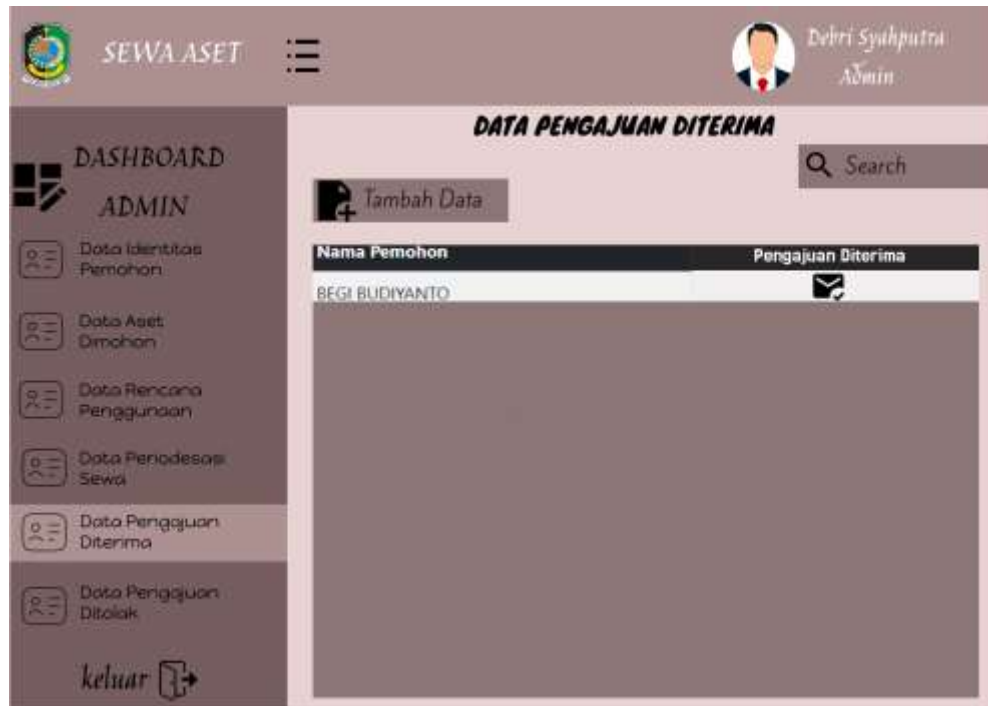 SEWA ASET
Debri Syahputra
Admin
DASHBOARD
ADMIN
Data Identitas
Pemohon
Data Aset
Dimohon
Data Rencana
Penggunaan
Data Periodesasi
Sewa
Data Pengajuan
Diterima
Data Pengajuan
Ditolak
keluar
DATA PENGAJUAN DITERIMA
Search
Tambah Data
Nama Pemohon Pengajuan Diterima
BEGI BUDIYANTO